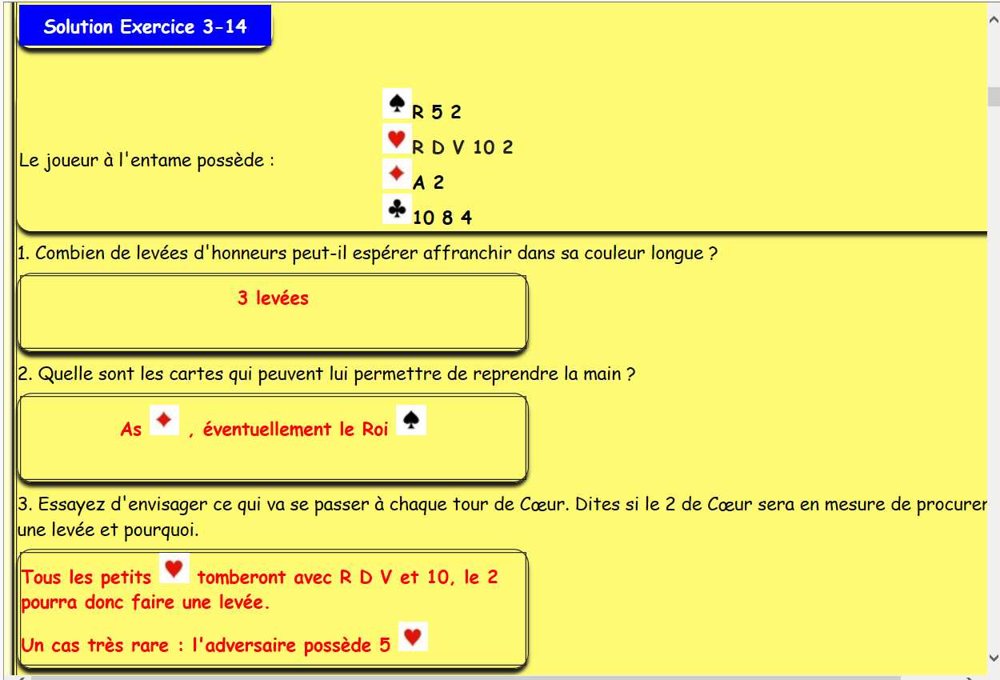 Solution Exercice 3-14
♠ R 5 2
♥ R D V 10 2
Le joueur à l'entame possède :
♦ A 2
♣ 10 8 4
1. Combien de levées d'honneurs peut-il espérer affranchir dans sa couleur longue ?
3 levées
2. Quelle sont les cartes qui peuvent lui permettre de reprendre la main ?
As ♦ , éventuellement le Roi ♠
3. Essayez d'envisager ce qui va se passer à chaque tour de Cœur. Dites si le 2 de Cœur sera en mesure de procurer
une levée et pourquoi.
Tous les petits ♥ tomberont avec R D V et 10, le 2
pourra donc faire une levée.
Un cas très rare : l'adversaire possède 5 ♥